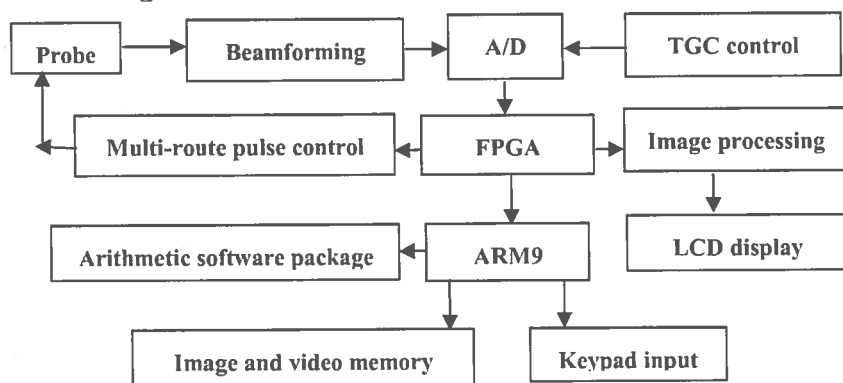 Probe
Beamforming
A/D
TGC control
Multi-route pulse control
FPGA
Image processing
Arithmetic software package
ARM9
LCD display
Image and video memory
Keypad input